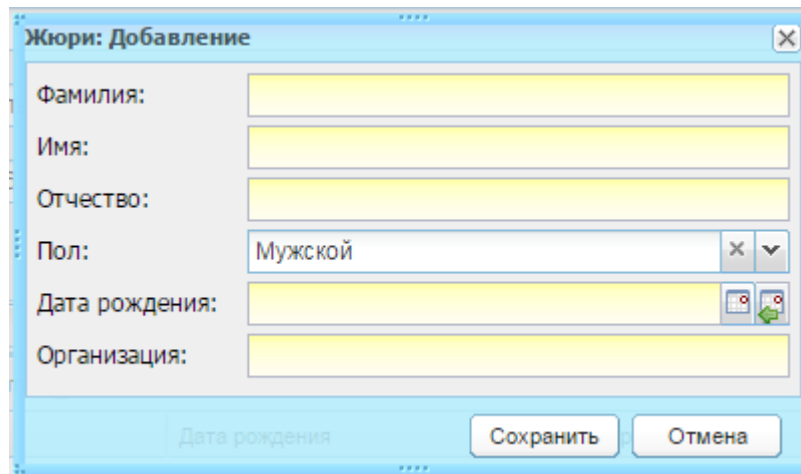 Жюри: Добавление
Фамилия:
Имя:
Отчество:
Пол: Мужской
Дата рождения:
Организация:
Дата рождения
Сохранить Отмена